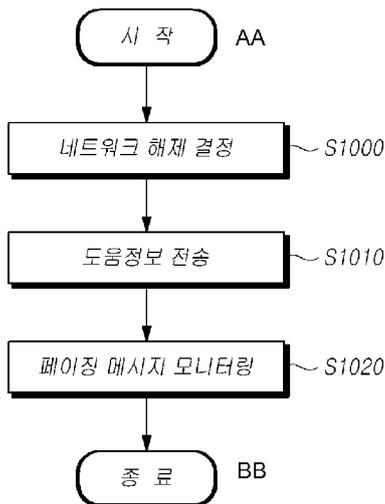 시 작 AA
네트워크 해제 결정 S1000
도움정보 전송 S1010
페이징 메시지 모니터링 S1020
종 료 BB